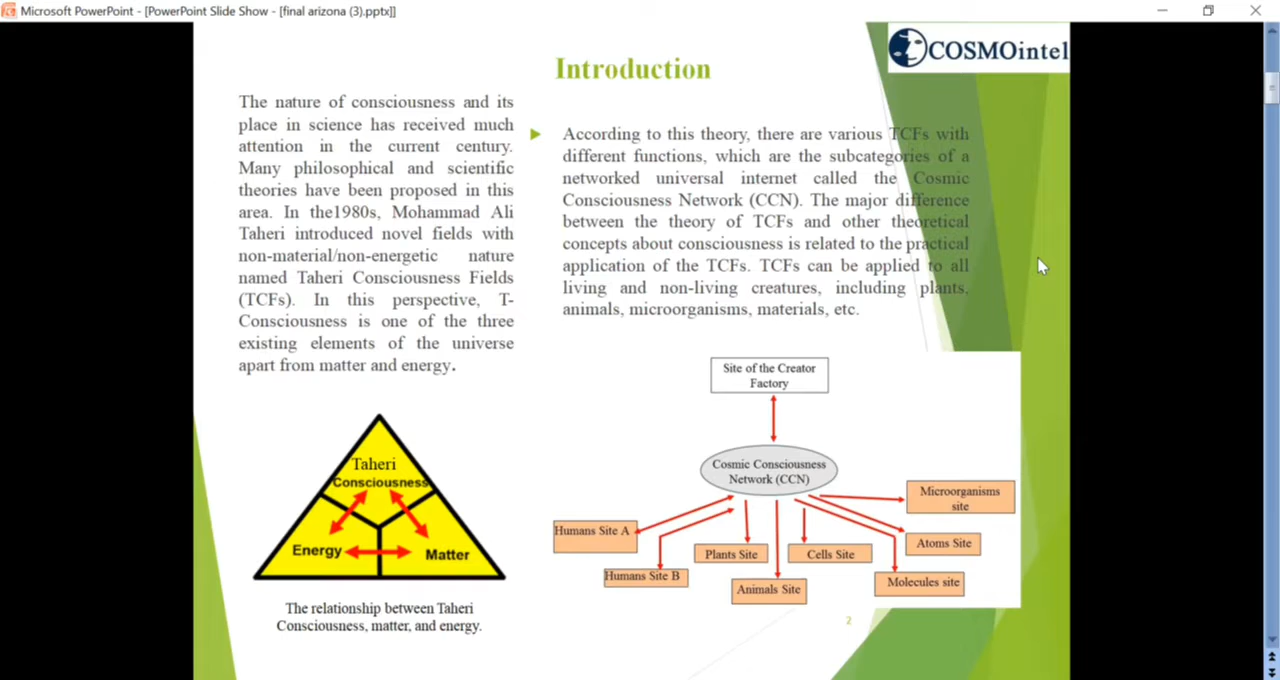 Microsoft PowerPoint - [PowerPoint Slide Show - [final arizona (3).pptx]]
COSMOintel
Introduction
The nature of consciousness and its
place in science has received much
attention in the current century.
Many philosophical and scientific
theories have been proposed in this
area. In the1980s, Mohammad Ali
Taheri introduced novel fields with
non-material/non-energetic nature
named Taheri Consciousness Fields
(TCFs). In this perspective, T-
Consciousness is one of the three
existing elements of the universe
apart from matter and energy.
According to this theory, there are various TCFs with
different functions, which are the subcategories of a
networked universal internet called the Cosmic
Consciousness Network (CCN). The major difference
between the theory of TCFs and other theoretical
concepts about consciousness is related to the practical
application of the TCFs. TCFs can be applied to all
living and non-living creatures, including plants,
animals, microorganisms, materials, etc.
Taheri
Consciousness
Energy
Matter
The relationship between Taheri
Consciousness, matter, and energy.
Site of the Creator
Factory
Cosmic Consciousness
Network (CCN)
Humans Site A
Humans Site B
Plants Site
Animals Site
Cells Site
Microorganisms
site
Atoms Site
Molecules site
2